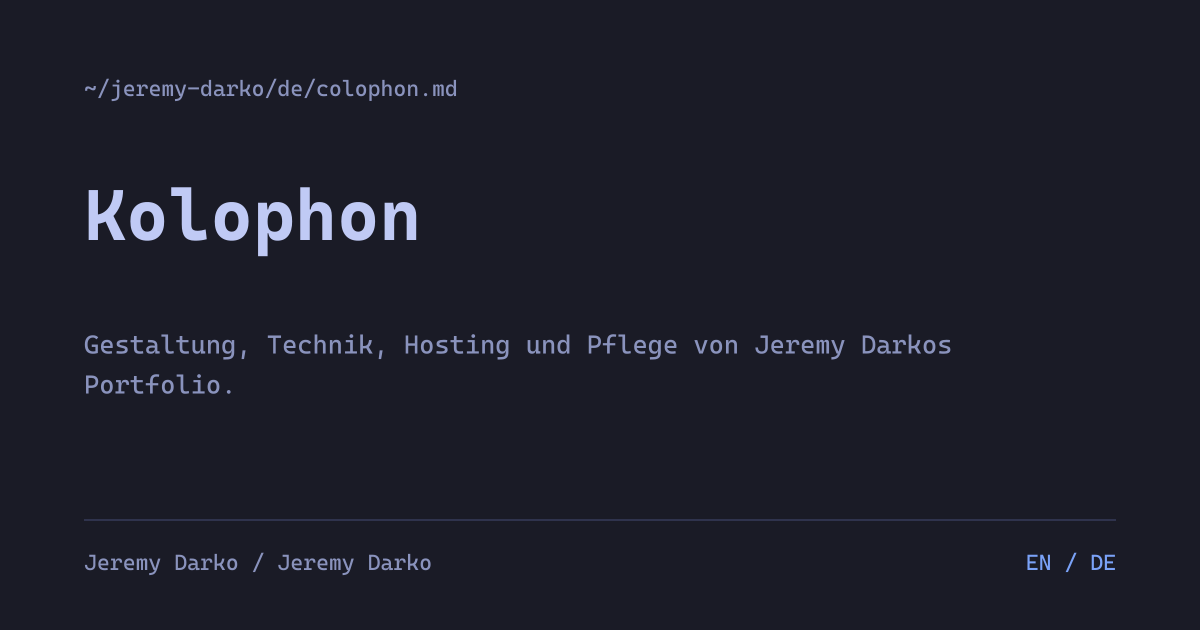 ~/jeremy-darko/de/colophon.md
Kolophon
Gestaltung, Technik, Hosting und Pflege von Jeremy Darkos
Portfolio.
Jeremy Darko / Jeremy Darko
EN / DE